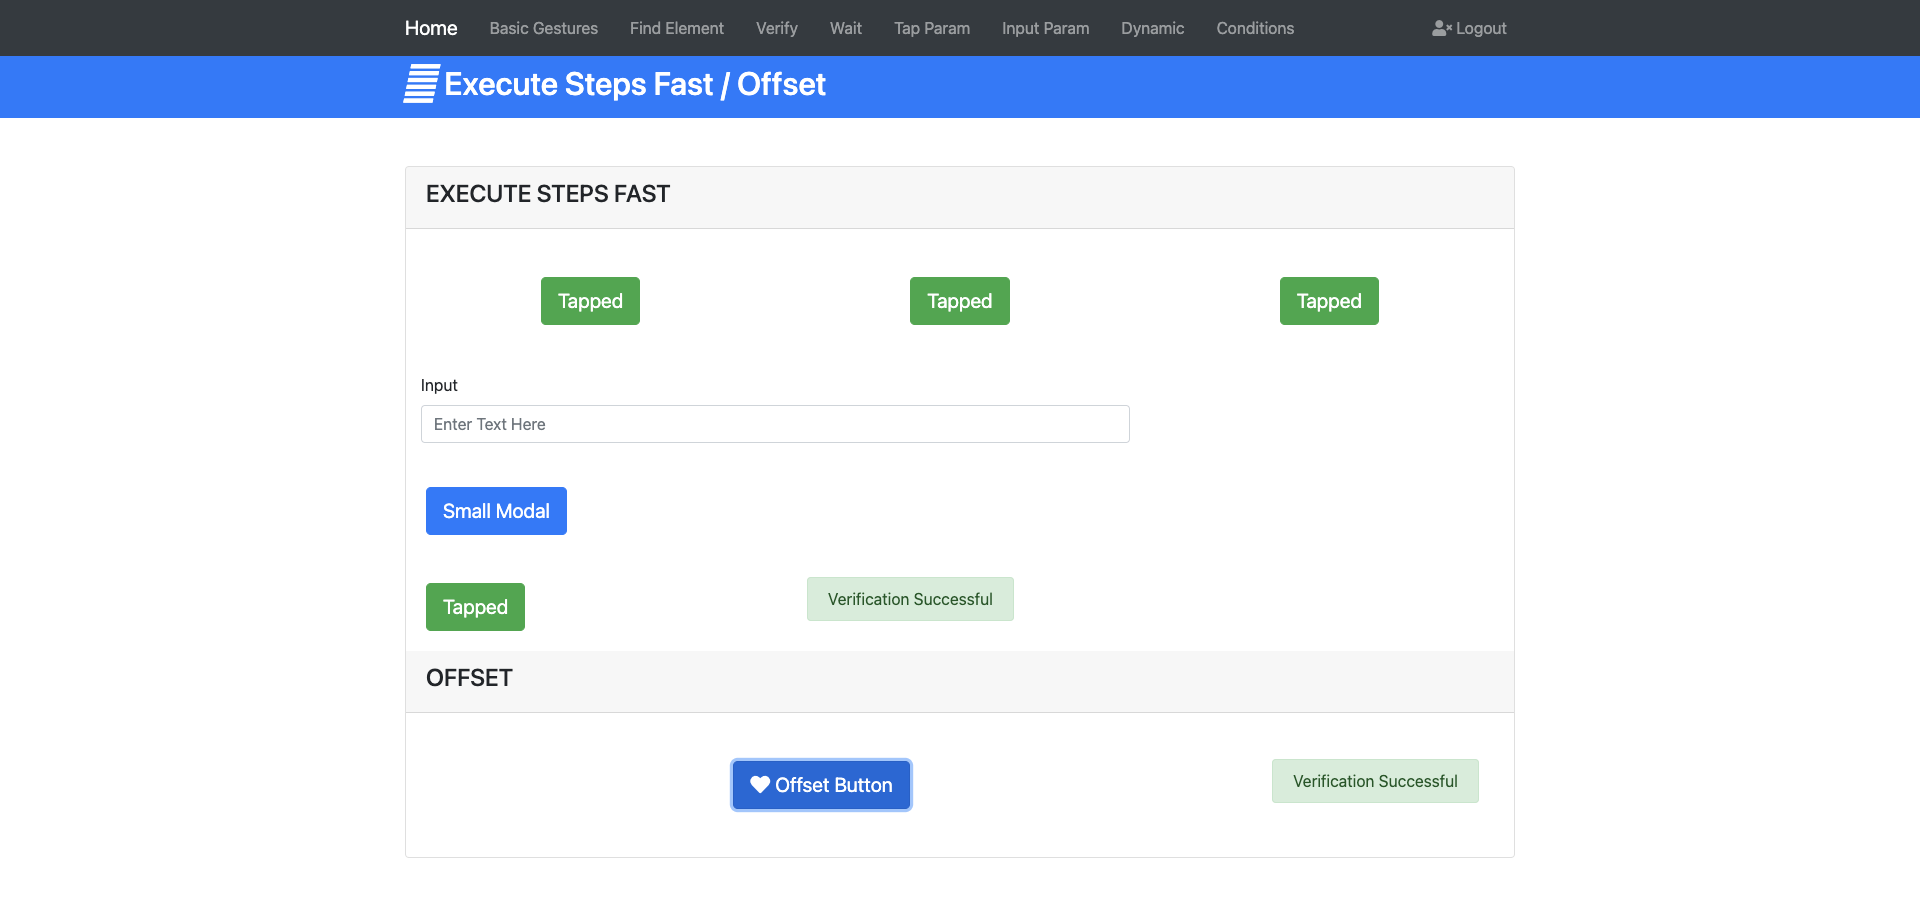 Home Basic Gestures Find Element Verify Wait Tap Param Input Param Dynamic Conditions Logout
Execute Steps Fast / Offset
EXECUTE STEPS FAST
Tapped Tapped Tapped
Input
Enter Text Here
Small Modal
Tapped Verification Successful
OFFSET
Offset Button Verification Successful